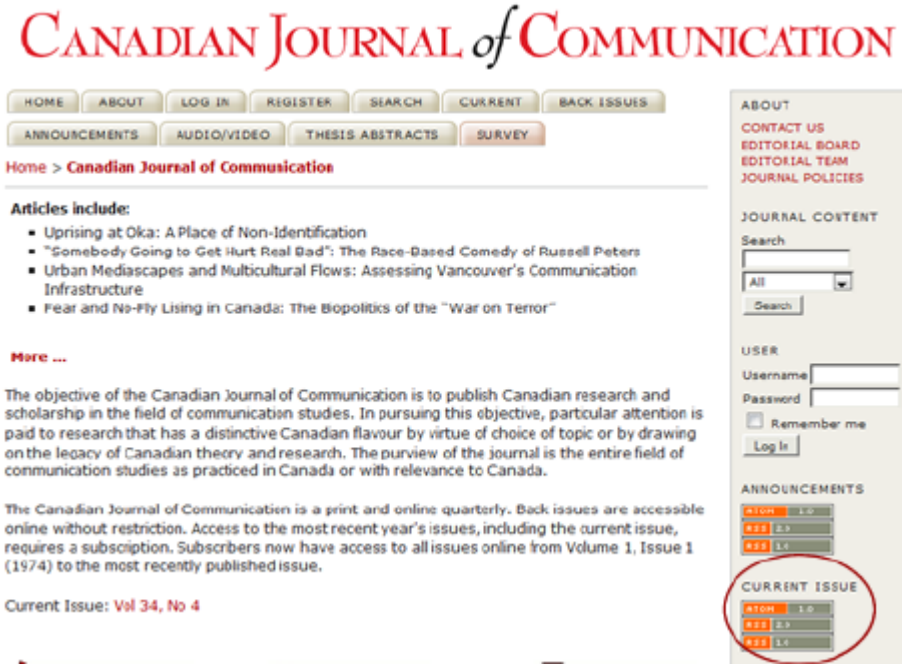 CANADIAN JOURNAL of COMMUNICATION
HOME ABOUT LOG IN REGISTER SEARCH CURRENT BACK ISSUES
ANNOUNCEMENTS AUDIO/VIDEO THESIS ABSTRACTS SURVEY
Home > Canadian Journal of Communication
Articles include:
Uprising at Oka: A Place of Non-Identification
"Somebody Going to Get Hurt Real Bad": The Race-Based Comedy of Russell Peters
Urban Mediascapes and Multicultural Flows: Assessing Vancouver's Communication
Infrastructure
Fear and No-Fly Lising in Canada: The Biopolitics of the "War on Terror"
More ...
The objective of the Canadian Journal of Communication is to publish Canadian research and
scholarship in the field of communication studies. In pursuing this objective, particular attention is
paid to research that has a distinctive Canadian flavour by virtue of choice of topic or by drawing
on the legacy of Canadian theory and research. The purview of the journal is the entire field of
communication studies as practiced in Canada or with relevance to Canada.
The Canadian Journal of Communication is a print and online quarterly. Back issues are accessible
online without restriction. Access to the most recent year's issues, including the current issue,
requires a subscription. Subscribers now have access to all issues online from Volume 1, Issue 1
(1974) to the most recently published issue.
Current Issue: Vol 34, No 4
ABOUT
CONTACT US
EDITORIAL BOARD
EDITORIAL TEAM
JOURNAL POLICIES
JOURNAL CONTENT
Search
All
Search
USER
Username
Password
Remember me
Log In
ANNOUNCEMENTS
ATOM 1.0
RSS 2.0
RSS 1.0
CURRENT ISSUE
ATOM 1.0
RSS 2.0
RSS 1.0